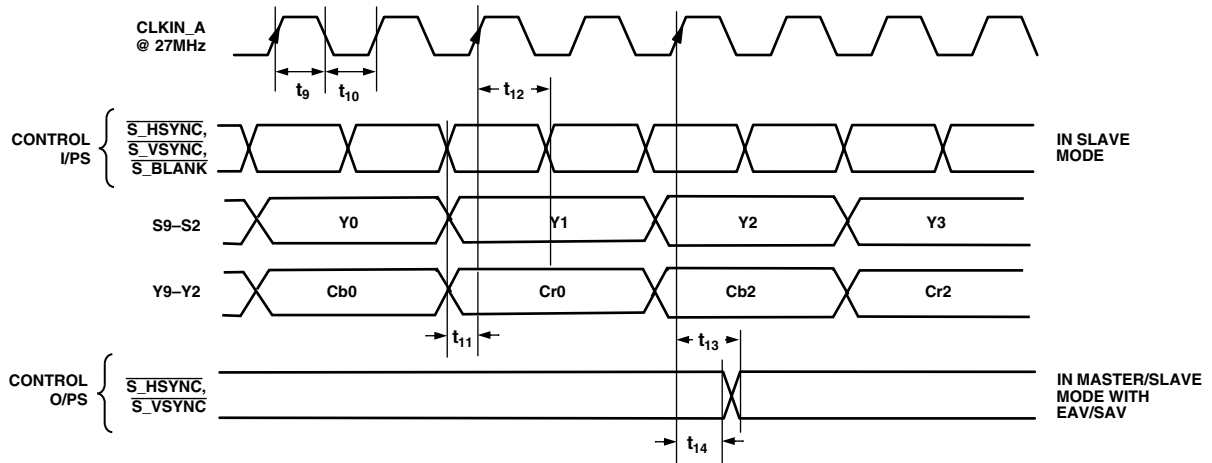 CLKIN_A
@ 27MHz
t9
t10
t12
CONTROL
I/PS
S_HSYNC,
S_VSYNC,
S_BLANK
IN SLAVE
MODE
S9–S2
Y0
Y1
Y2
Y3
Y9–Y2
Cb0
Cr0
Cb2
Cr2
t11
t13
CONTROL
O/PS
S_HSYNC,
S_VSYNC
IN MASTER/SLAVE
MODE WITH
EAV/SAV
t14